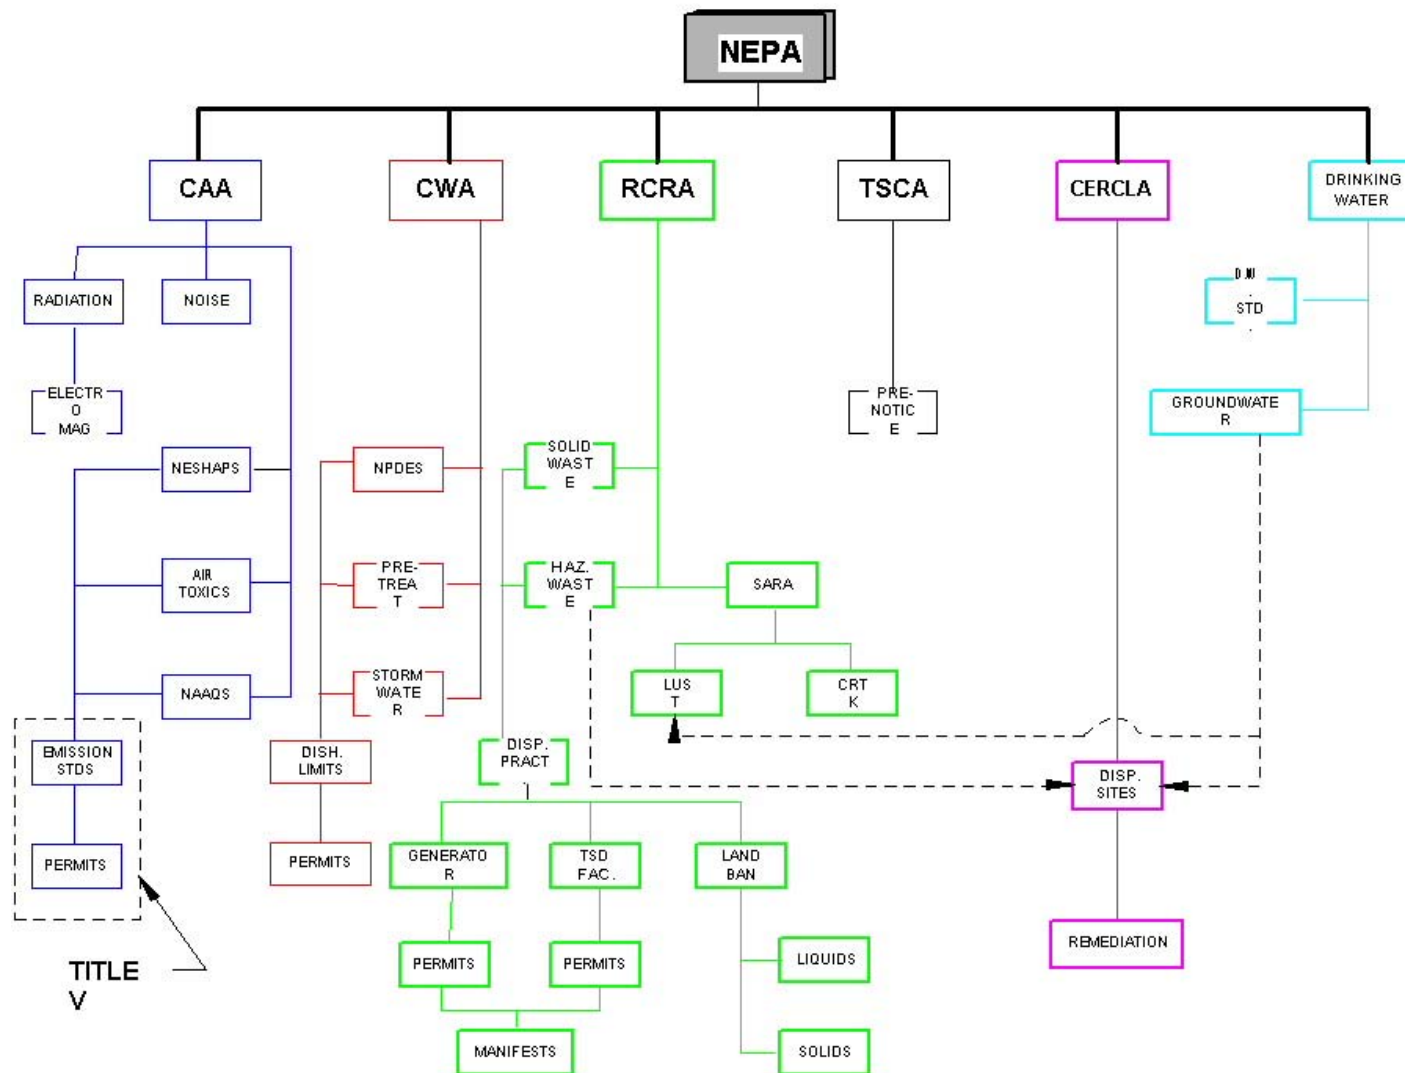 NEPA
CAA
CWA
RCRA
TSCA
CERCLA
DRINKING
WATER
RADIATION
NOISE
D.W
.
STD
.
ELECTR
O
MAG
PRE-
NOTIC
E
GROUNDWATE
R
NESHAPS
NPDES
SOLID
WAST
E
AIR
TOXICS
PRE-
TREA
T
HAZ.
WAST
E
SARA
NAAQS
STORM
WATE
R
LUS
T
CRT
K
EMISSION
STDS
DISH.
LIMITS
DISP.
PRACT
DISP.
SITES
PERMITS
PERMITS
GENERATO
R
TSD
FAC.
LAND
BAN
TITLE
V
PERMITS
PERMITS
LIQUIDS
REMEDIATION
MANIFESTS
SOLIDS